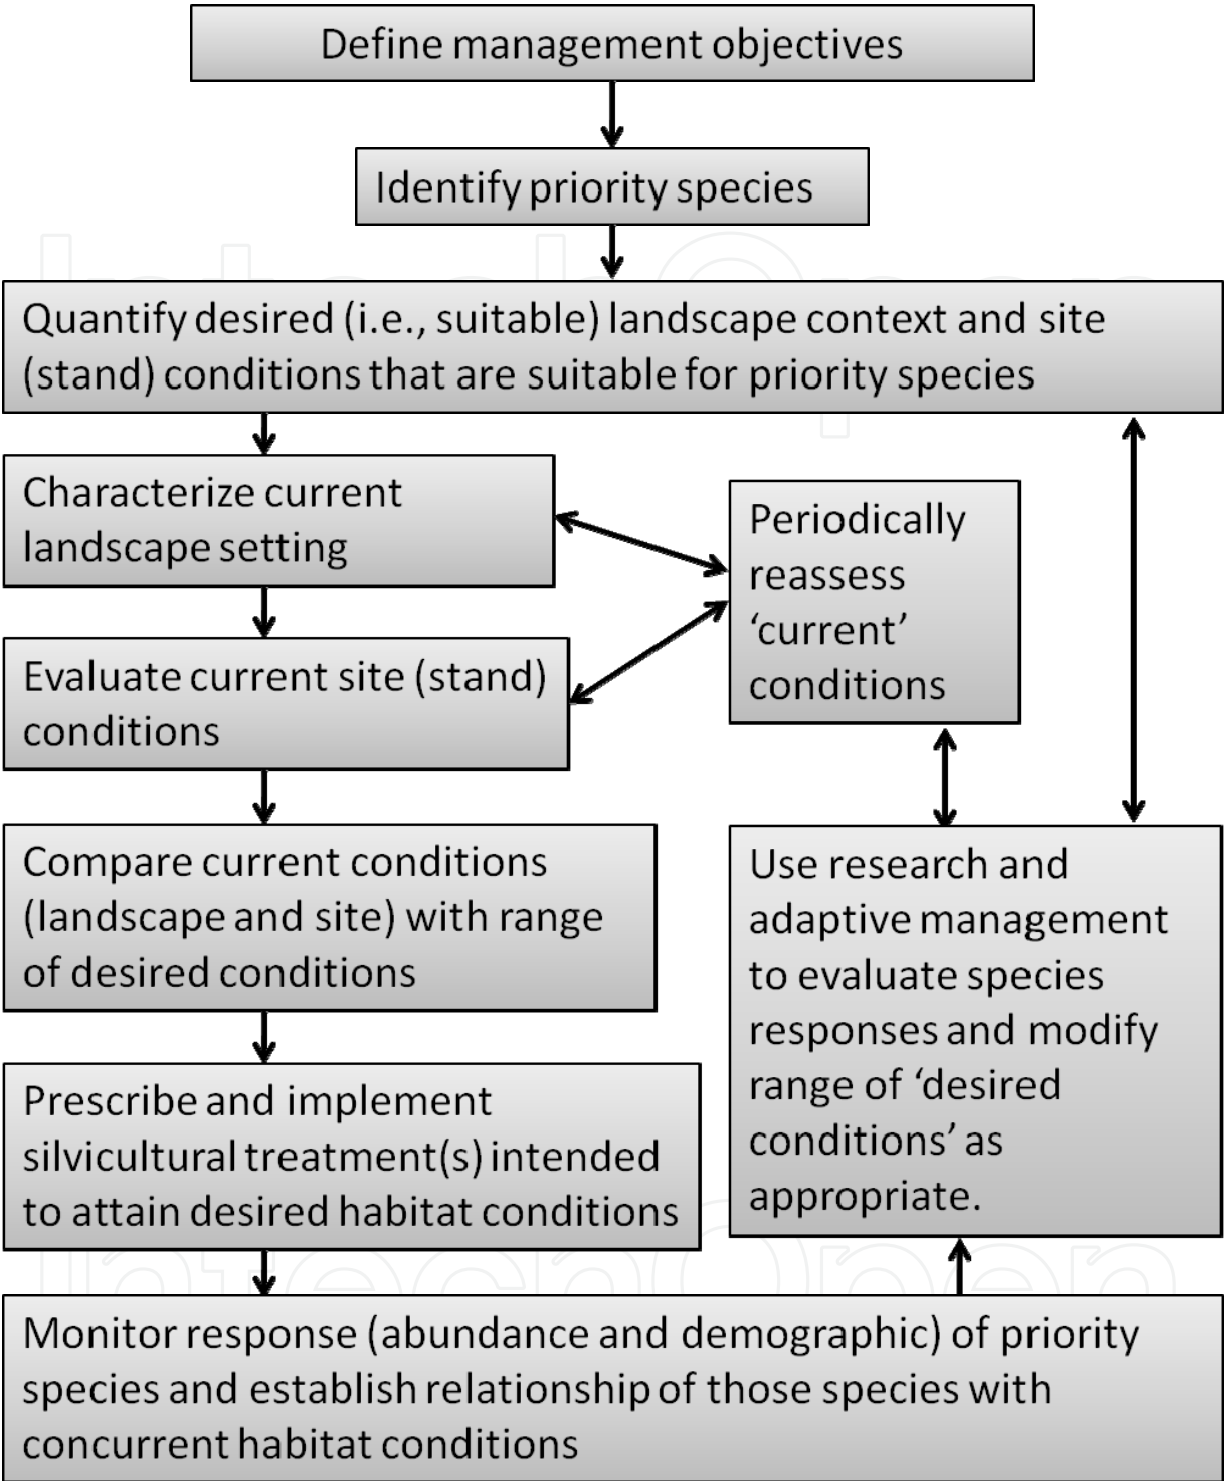 Define management objectives
Identify priority species
Quantify desired (i.e., suitable) landscape context and site
(stand) conditions that are suitable for priority species
Characterize current
landscape setting
Periodically
reassess
‘current’
conditions
Evaluate current site (stand)
conditions
Compare current conditions
(landscape and site) with range
of desired conditions
Use research and
adaptive management
to evaluate species
responses and modify
range of ‘desired
conditions’ as
appropriate.
Prescribe and implement
silvicultural treatment(s) intended
to attain desired habitat conditions
Monitor response (abundance and demographic) of priority
species and establish relationship of those species with
concurrent habitat conditions
IntechOpen
IntechOpen